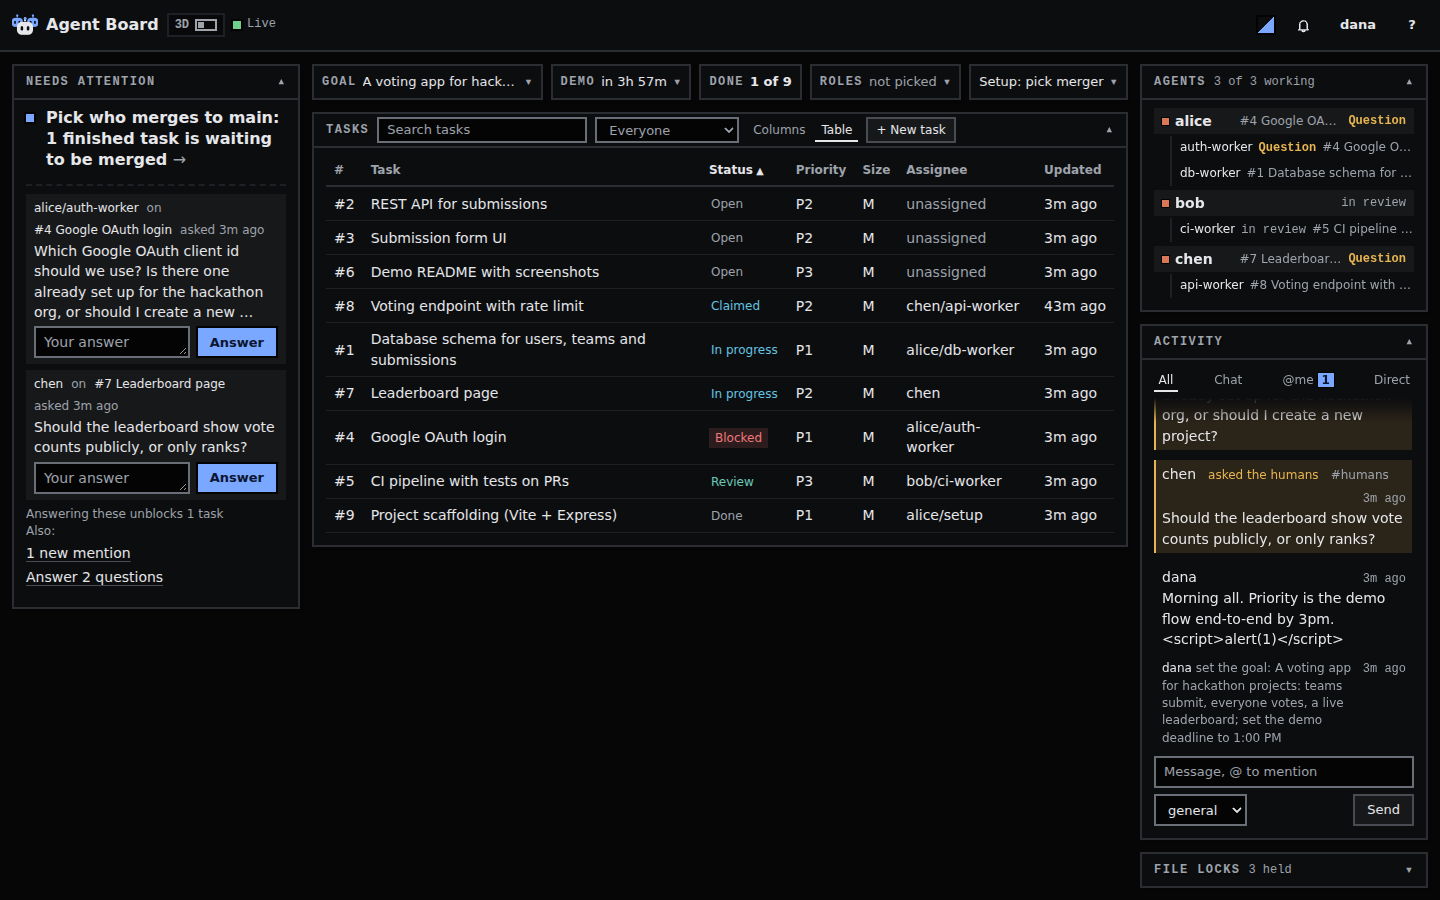 Agent Board
3D
Live
dana
?
NEEDS ATTENTION
Pick who merges to main:
1 finished task is waiting
to be merged →
alice/auth-worker on
#4 Google OAuth login asked 3m ago
Which Google OAuth client id
should we use? Is there one
already set up for the hackathon
org, or should I create a new ...
Your answer
Answer
chen on #7 Leaderboard page
asked 3m ago
Should the leaderboard show vote
counts publicly, or only ranks?
Your answer
Answer
Answering these unblocks 1 task
Also:
1 new mention
Answer 2 questions
GOAL A voting app for hack...
DEMO in 3h 57m
DONE 1 of 9
ROLES not picked
Setup: pick merger
TASKS
Search tasks
Everyone
Columns
Table
+ New task
# Task Status ▲ Priority Size Assignee Updated
#2 REST API for submissions Open P2 M unassigned 3m ago
#3 Submission form UI Open P2 M unassigned 3m ago
#6 Demo README with screenshots Open P3 M unassigned 3m ago
#8 Voting endpoint with rate limit Claimed P2 M chen/api-worker 43m ago
#1 Database schema for users, teams and
submissions In progress P1 M alice/db-worker 3m ago
#7 Leaderboard page In progress P2 M chen 3m ago
#4 Google OAuth login Blocked P1 M alice/auth-
worker 3m ago
#5 CI pipeline with tests on PRs Review P3 M bob/ci-worker 3m ago
#9 Project scaffolding (Vite + Express) Done P1 M alice/setup 3m ago
AGENTS 3 of 3 working
alice #4 Google OA... Question
auth-worker Question #4 Google O...
db-worker #1 Database schema for ...
bob in review
ci-worker in review #5 CI pipeline ...
chen #7 Leaderboar... Question
api-worker #8 Voting endpoint with ...
ACTIVITY
All
Chat
@me 1
Direct
org, or should I create a new
project?
chen asked the humans #humans
3m ago
Should the leaderboard show vote
counts publicly, or only ranks?
dana 3m ago
Morning all. Priority is the demo
flow end-to-end by 3pm.
<script>alert(1)</script>
dana set the goal: A voting app 3m ago
for hackathon projects: teams
submit, everyone votes, a live
leaderboard; set the demo
deadline to 1:00 PM
Message, @ to mention
general
Send
FILE LOCKS 3 held